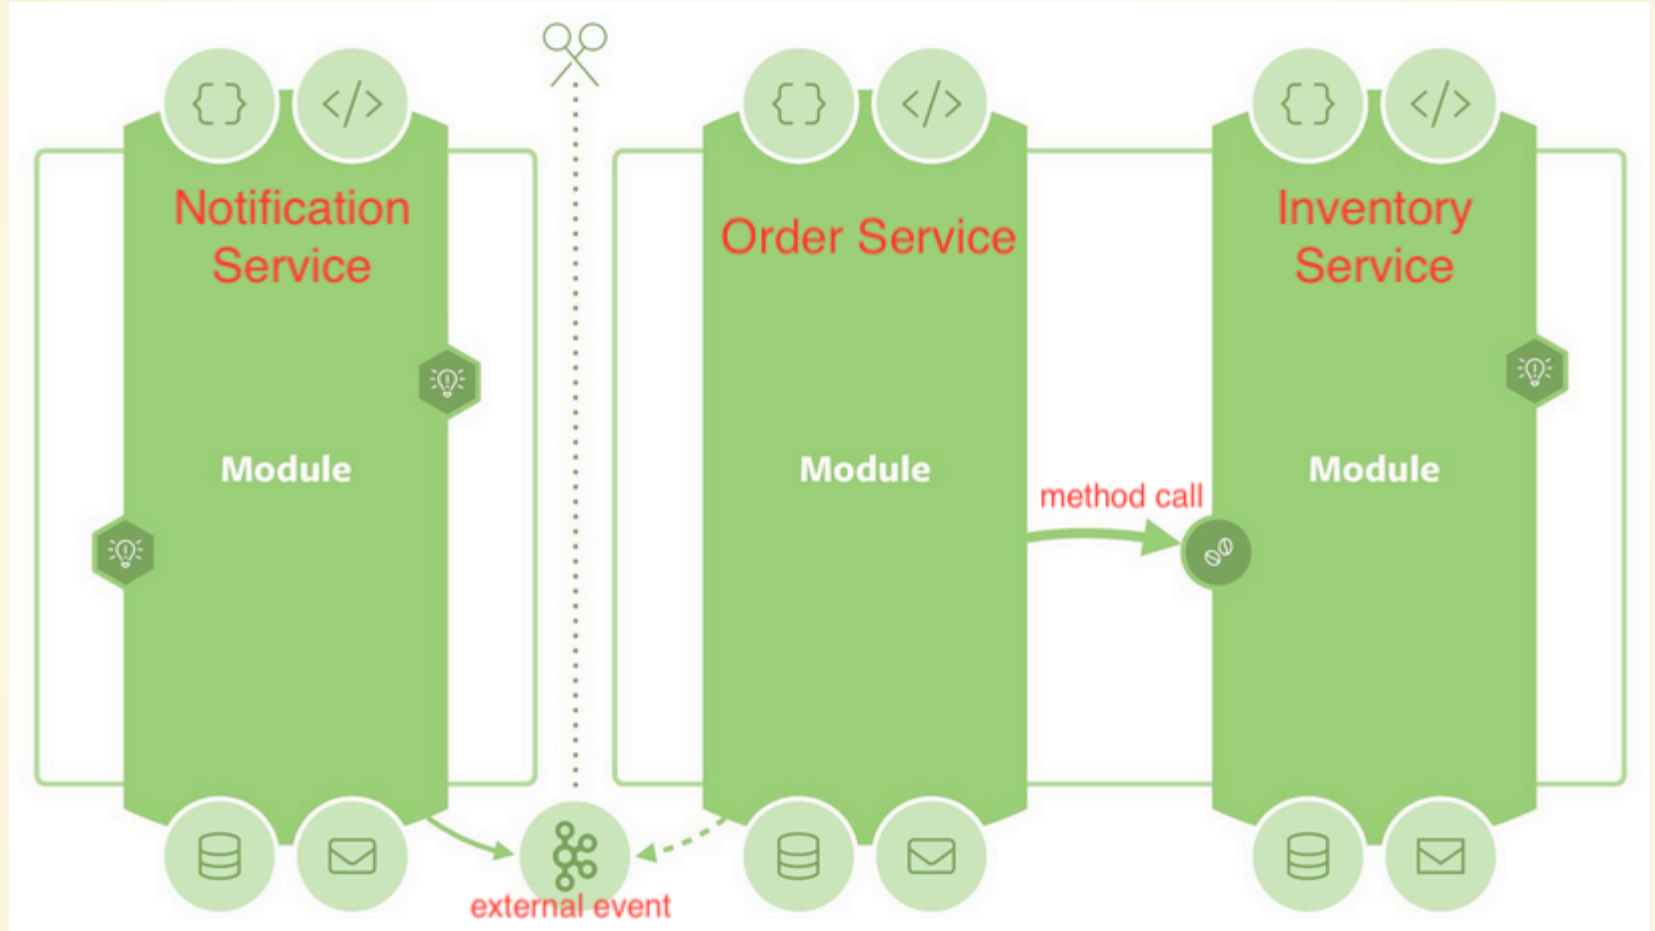 Notification
Service
Order Service
Inventory
Service
Module
Module
Module
method call
external event